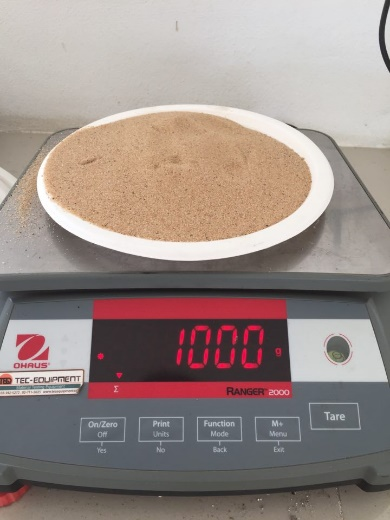 1000 g
OHAUS
TEC-EQUIPMENT
Σ
RANGER 2000
On/Zero
Off
Yes
Print
Units
No
Function
Mode
Back
M+
Menu
Exit
Tare